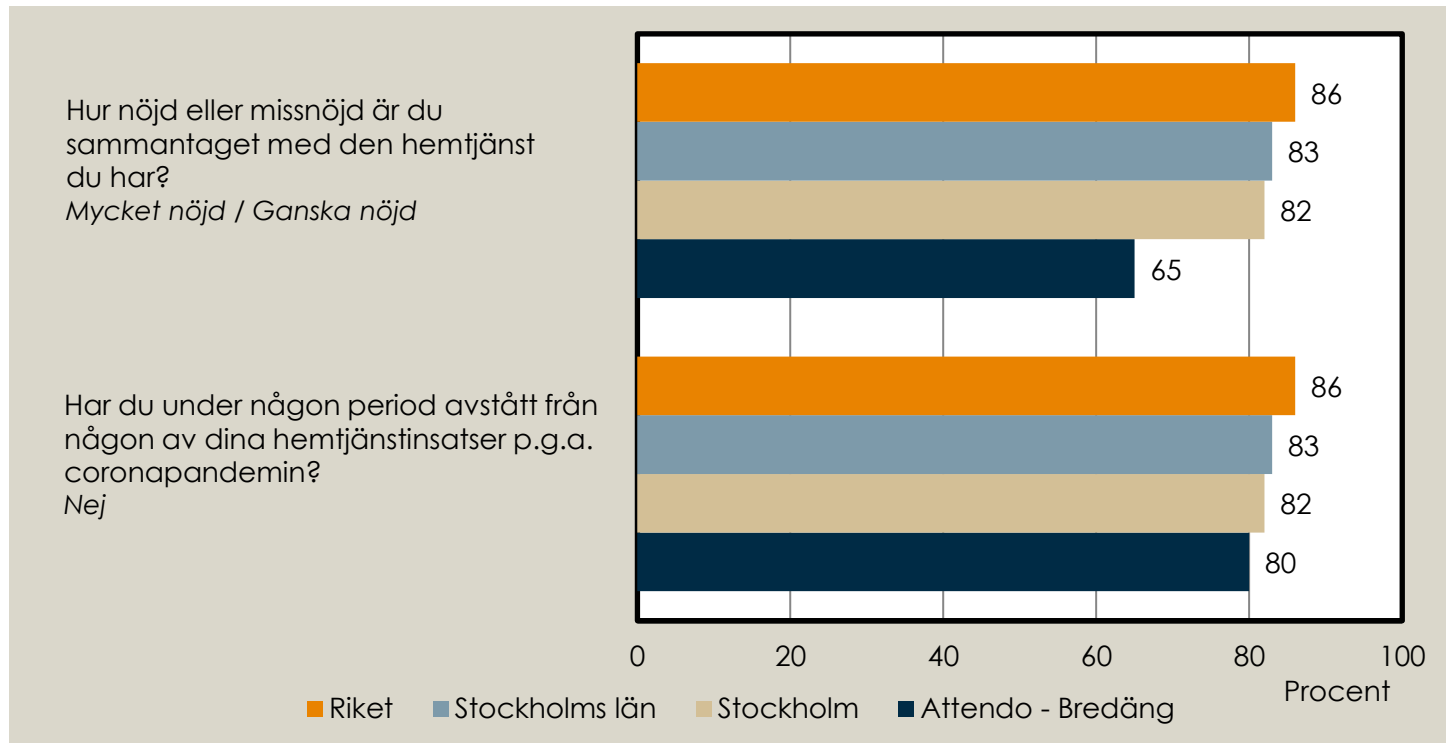 Hur nöjd eller missnöjd är du
sammantaget med den hemtjänst
du har?
Mycket nöjd / Ganska nöjd
86
83
82
65
Har du under någon period avstått från
någon av dina hemtjänstinsatser p.g.a.
coronapandemin?
Nej
86
83
82
80
0 20 40 60 80 100
Procent
Riket Stockholms län Stockholm Attendo - Bredäng